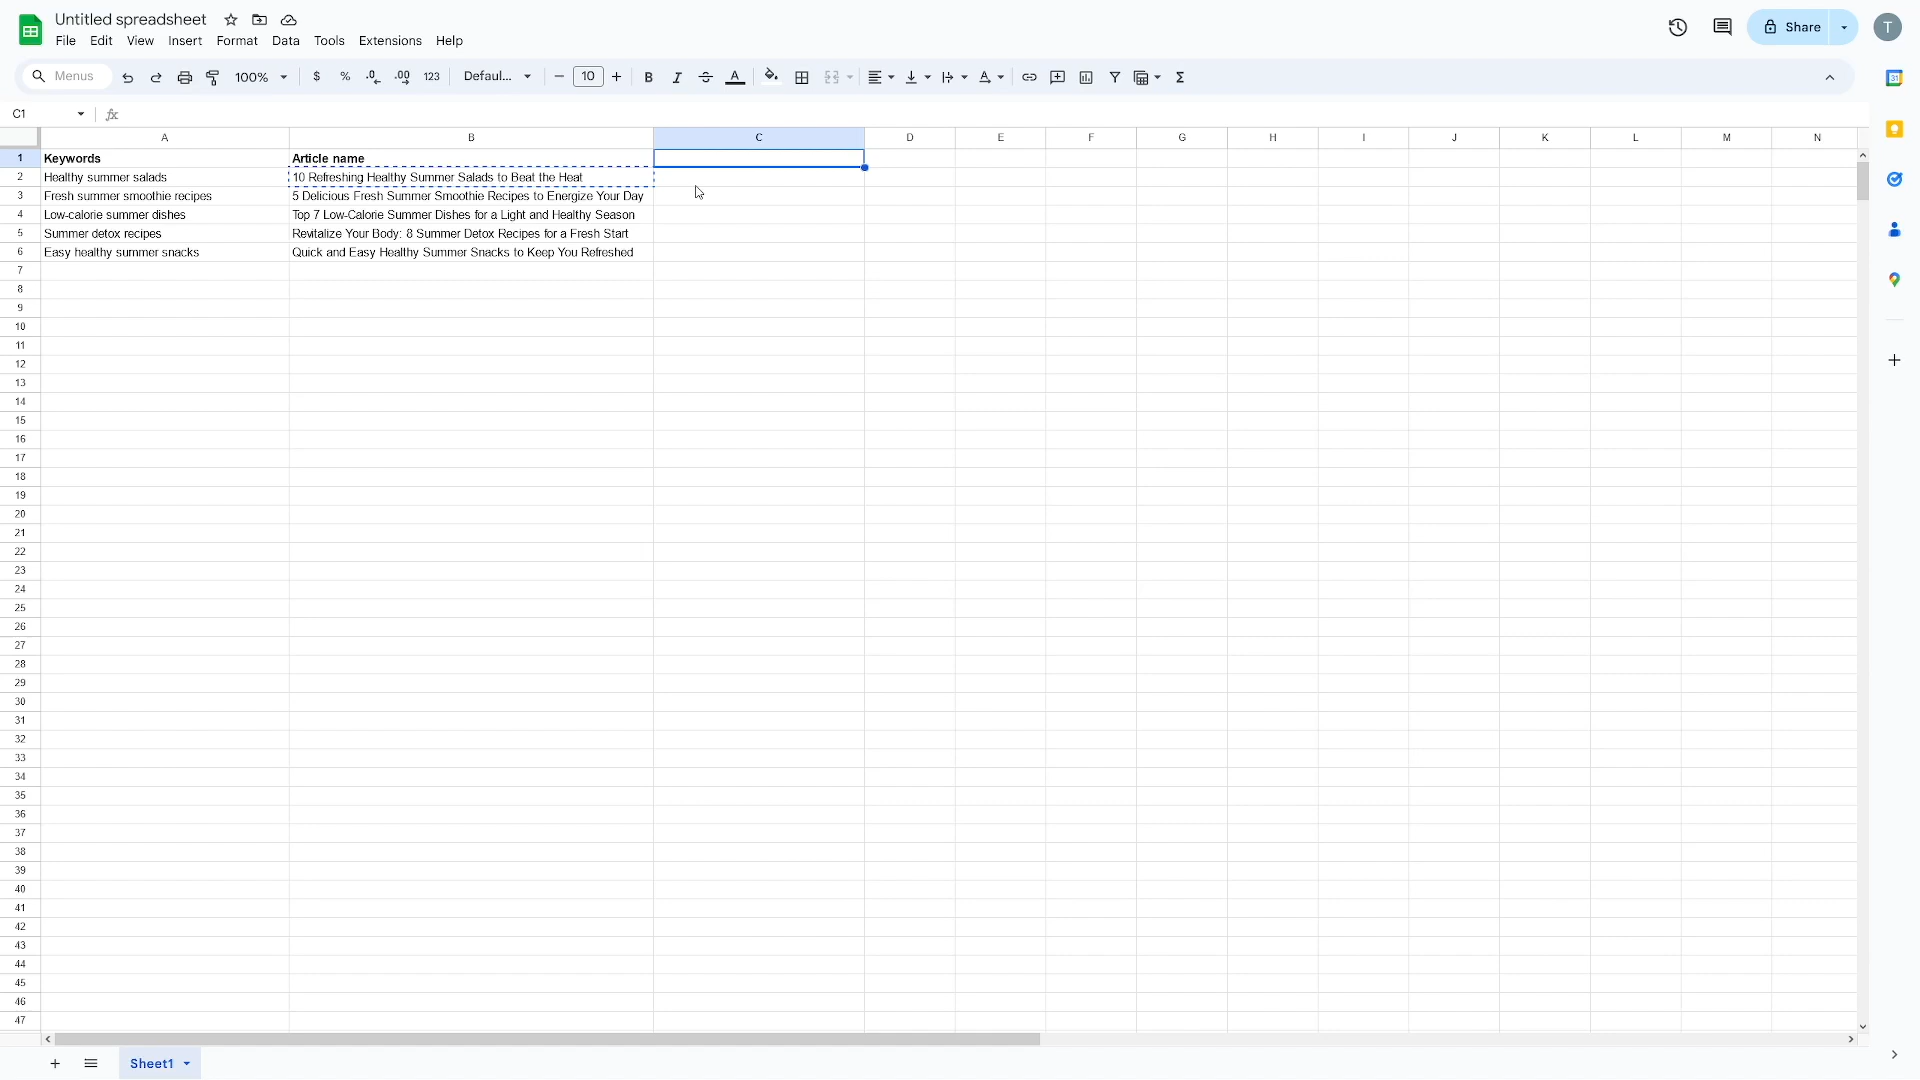 Untitled spreadsheet
File Edit View Insert Format Data Tools Extensions Help
Share
T
Menus 100% $ % .0 .00 123 Defaul... 10 B I A Σ 31
C1 fx
A B C D E F G H I J K L M N
1 Keywords Article name
2 Healthy summer salads 10 Refreshing Healthy Summer Salads to Beat the Heat
3 Fresh summer smoothie recipes 5 Delicious Fresh Summer Smoothie Recipes to Energize Your Day
4 Low-calorie summer dishes Top 7 Low-Calorie Summer Dishes for a Light and Healthy Season
5 Summer detox recipes Revitalize Your Body: 8 Summer Detox Recipes for a Fresh Start
6 Easy healthy summer snacks Quick and Easy Healthy Summer Snacks to Keep You Refreshed
7
8
9
10
11
12
13
14
15
16
17
18
19
20
21
22
23
24
25
26
27
28
29
30
31
32
33
34
35
36
37
38
39
40
41
42
43
44
45
46
47
Sheet1